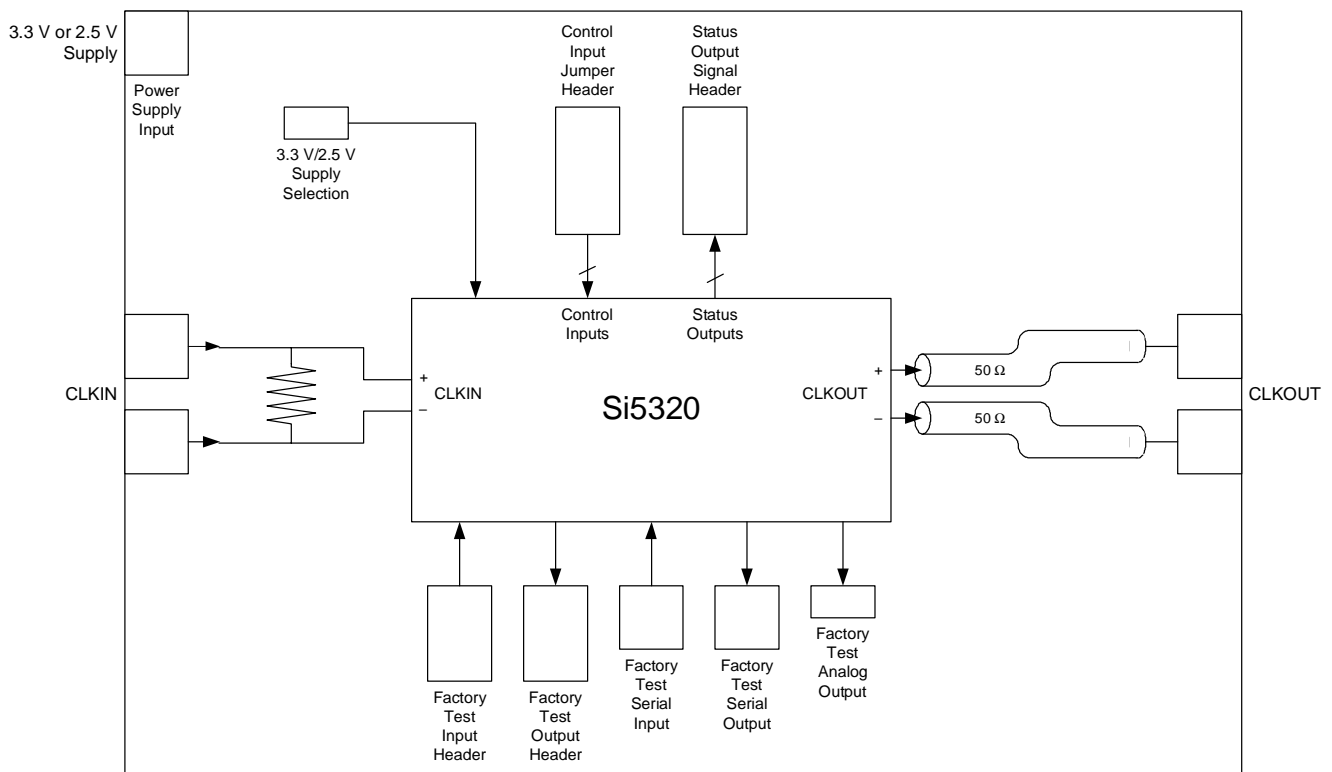 3.3 V or 2.5 V
Supply
Power
Supply
Input
3.3 V/2.5 V
Supply
Selection
Control
Input
Jumper
Header
Status
Output
Signal
Header
Control
Inputs
Status
Outputs
CLKIN
+
CLKIN
–
Si5320
+
CLKOUT
–
50 Ω
50 Ω
CLKOUT
Factory
Test
Input
Header
Factory
Test
Output
Header
Factory
Test
Serial
Input
Factory
Test
Serial
Output
Factory
Test
Analog
Output